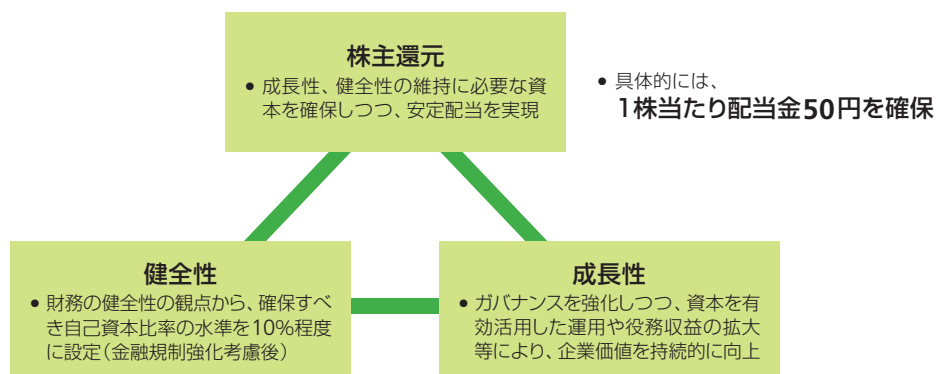 株主還元
● 成長性、健全性の維持に必要な資
本を確保しつつ、安定配当を実現
● 具体的には、
1株当たり配当金50円を確保
健全性
● 財務の健全性の観点から、確保すべ
き自己資本比率の水準を10%程度
に設定(金融規制強化考慮後)
成長性
● ガバナンスを強化しつつ、資本を有
効活用した運用や役務収益の拡大
等により、企業価値を持続的に向上